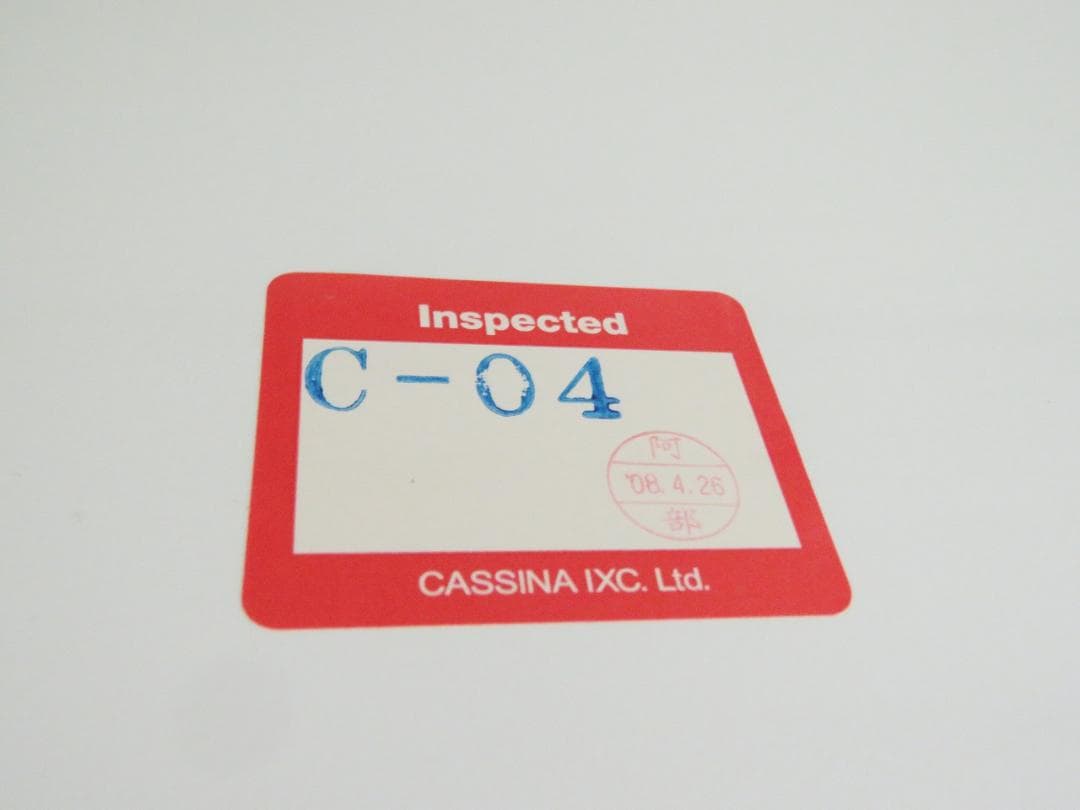 Inspected
C-04
阿
'08.4.26
部
CASSINA IXC. Ltd.